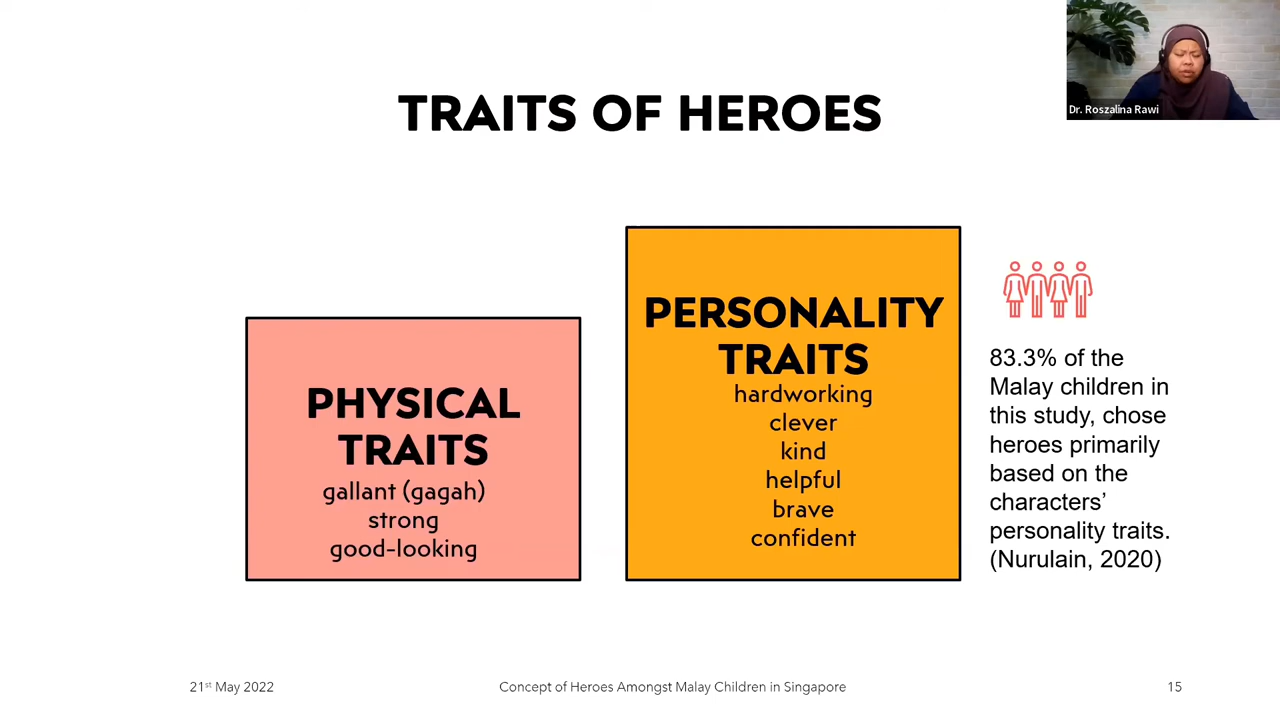 Dr. Roszalina Rawi
TRAITS OF HEROES
PHYSICAL
TRAITS
gallant (gagah)
strong
good-looking
PERSONALITY
TRAITS
hardworking
clever
kind
helpful
brave
confident
83.3% of the
Malay children in
this study, chose
heroes primarily
based on the
characters’
personality traits.
(Nurulain, 2020)
21st May 2022
Concept of Heroes Amongst Malay Children in Singapore
15